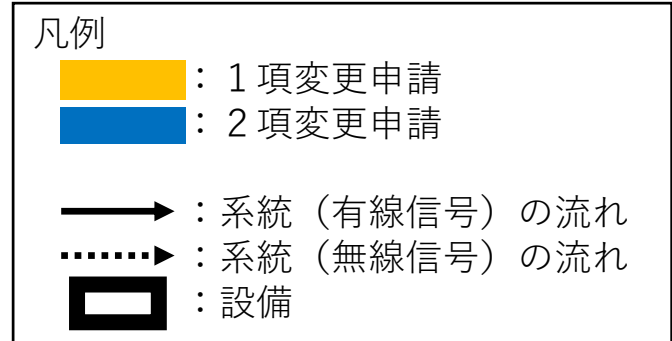 凡例
：１項変更申請
：２項変更申請
：系統（有線信号）の流れ
：系統（無線信号）の流れ
：設備